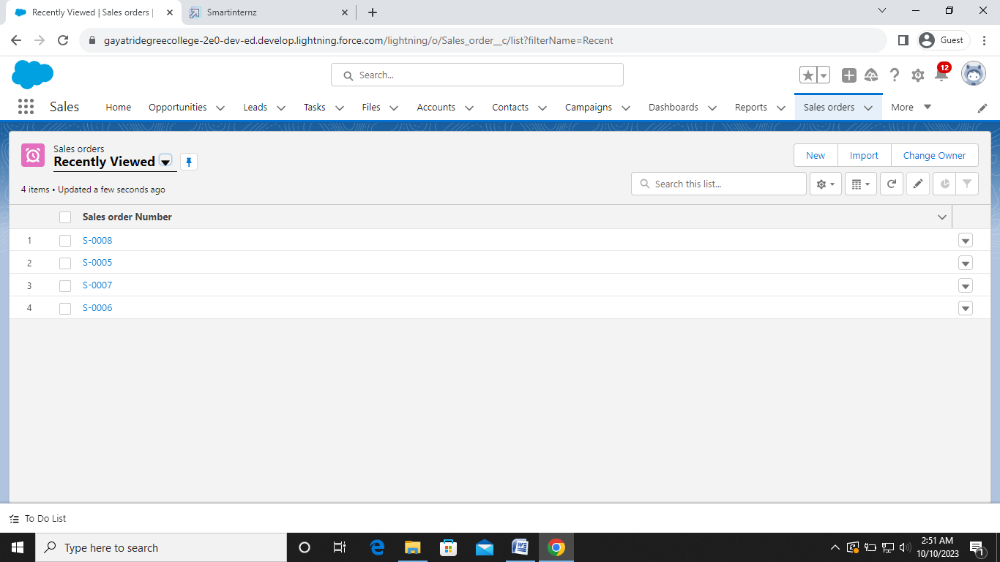 Recently Viewed | Sales orders |
Smartinternz
gayatridegreecollege-2e0-dev-ed.develop.lightning.force.com/lightning/o/Sales_order__c/list?filterName=Recent
Guest
Search...
12
Sales Home Opportunities Leads Tasks Files Accounts Contacts Campaigns Dashboards Reports Sales orders More
Sales orders
Recently Viewed
New Import Change Owner
4 items • Updated a few seconds ago
Search this list...
Sales order Number
1 S-0008
2 S-0005
3 S-0007
4 S-0006
To Do List
Type here to search
2:51 AM
10/10/2023
1